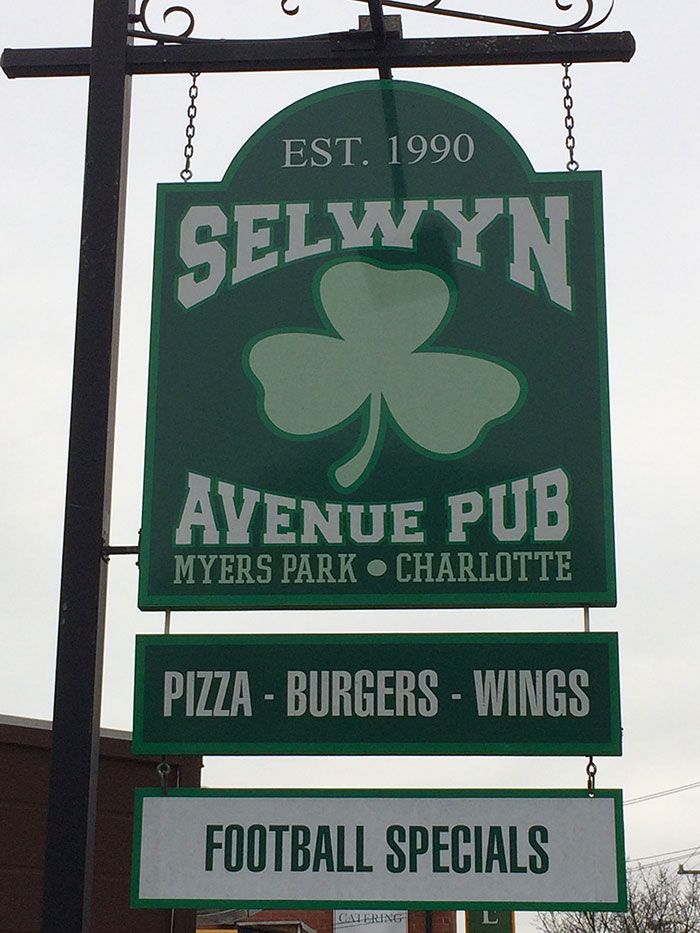 EST. 1990
SELWYN
AVENUE PUB
MYERS PARK • CHARLOTTE
PIZZA - BURGERS - WINGS
FOOTBALL SPECIALS
CATERING
L